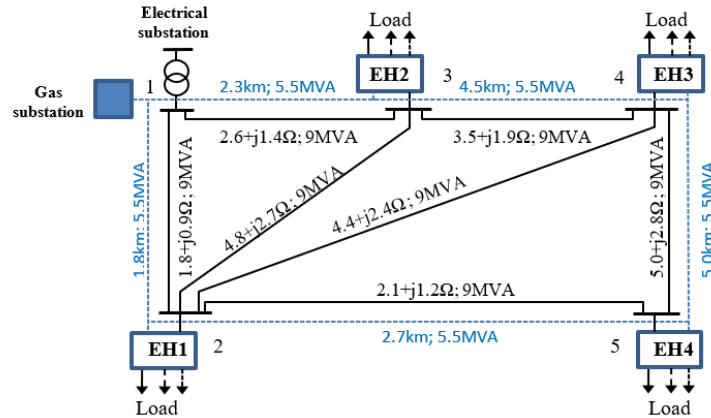 Electrical
substation
Load
Load
EH2
EH3
Gas
substation
1
3
4
2.3km; 5.5MVA
4.5km; 5.5MVA
2.6+j1.4Ω; 9MVA
3.5+j1.9Ω; 9MVA
1.8km; 5.5MVA
1.8+j0.9Ω; 9MVA
4.8+j2.7Ω; 9MVA
4.4+j2.4Ω; 9MVA
5.0+j2.8Ω; 9MVA
5.0km; 5.5MVA
2.1+j1.2Ω; 9MVA
2.7km; 5.5MVA
EH1
2
5
EH4
Load
Load